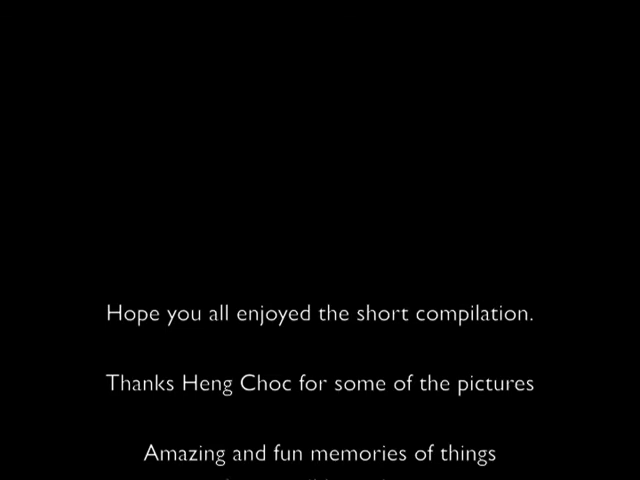 Hope you all enjoyed the short compilation.
Thanks Heng Choc for some of the pictures
Amazing and fun memories of things